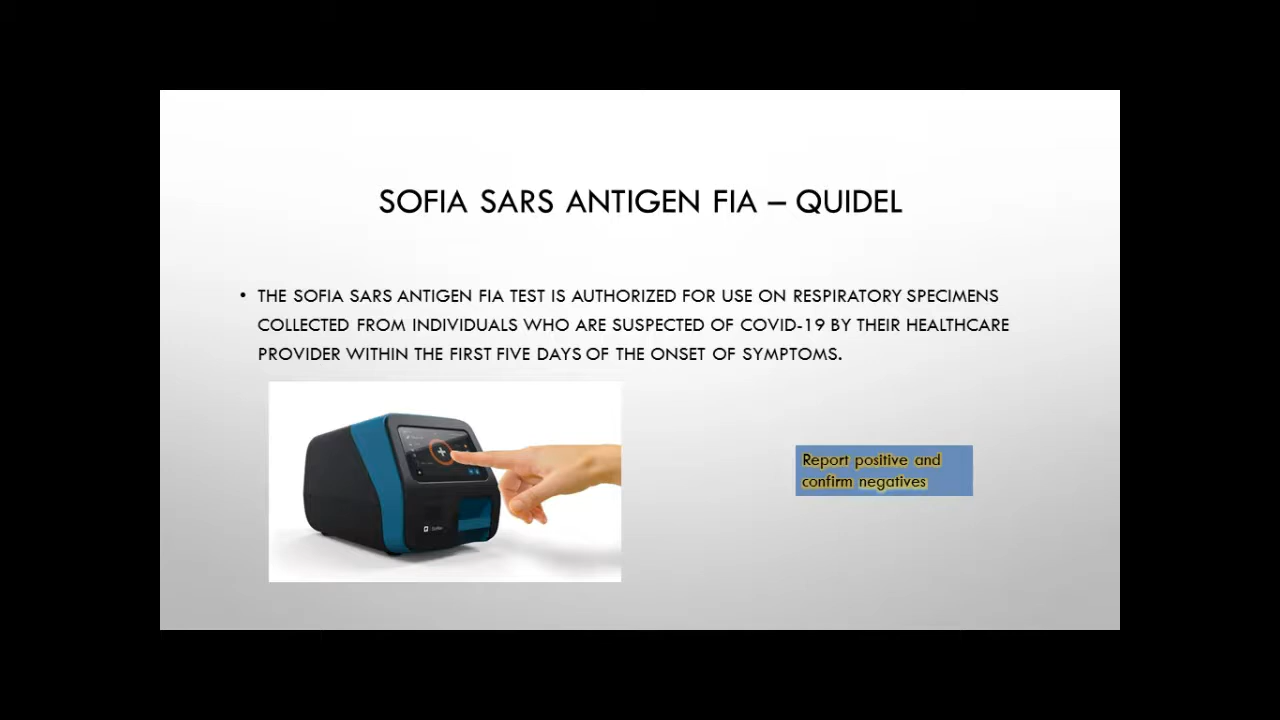 SOFIA SARS ANTIGEN FIA – QUIDEL
• THE SOFIA SARS ANTIGEN FIA TEST IS AUTHORIZED FOR USE ON RESPIRATORY SPECIMENS
COLLECTED FROM INDIVIDUALS WHO ARE SUSPECTED OF COVID-19 BY THEIR HEALTHCARE
PROVIDER WITHIN THE FIRST FIVE DAYS OF THE ONSET OF SYMPTOMS.
Report positive and
confirm negatives